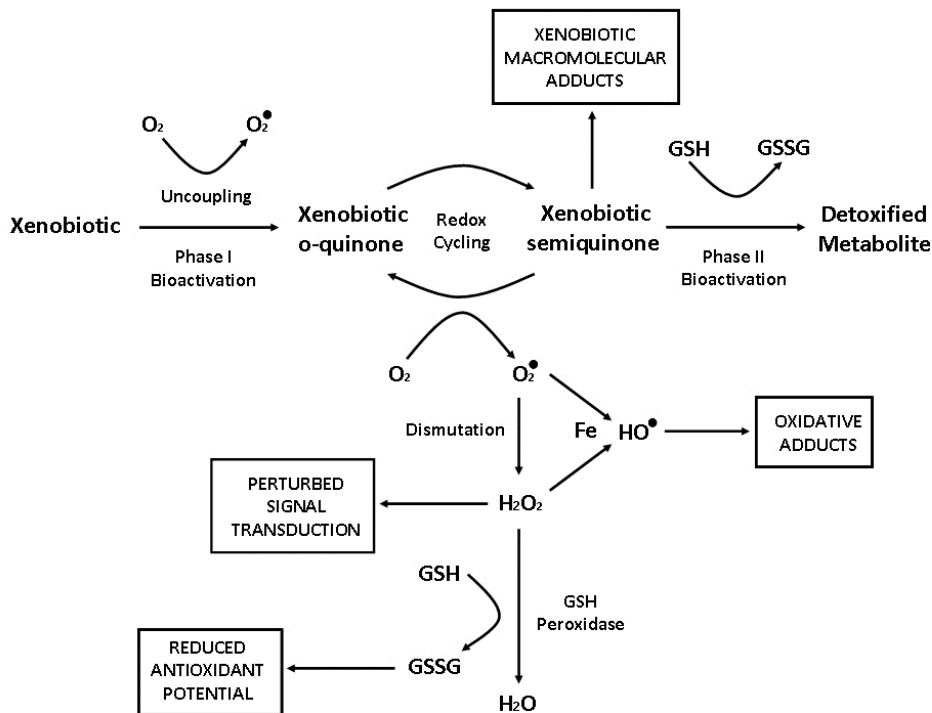 XENOBIOTIC
MACROMOLECULAR
ADDUCTS
O₂
O₂•
GSH
GSSG
Uncoupling
Xenobiotic
Phase I
Bioactivation
Xenobiotic
o-quinone
Redox
Cycling
Xenobiotic
semiquinone
Phase II
Bioactivation
Detoxified
Metabolite
O₂
O₂•
Dismutation
Fe
HO•
OXIDATIVE
ADDUCTS
PERTURBED
SIGNAL
TRANSDUCTION
H₂O₂
GSH
GSH
Peroxidase
REDUCED
ANTIOXIDANT
POTENTIAL
GSSG
H₂O